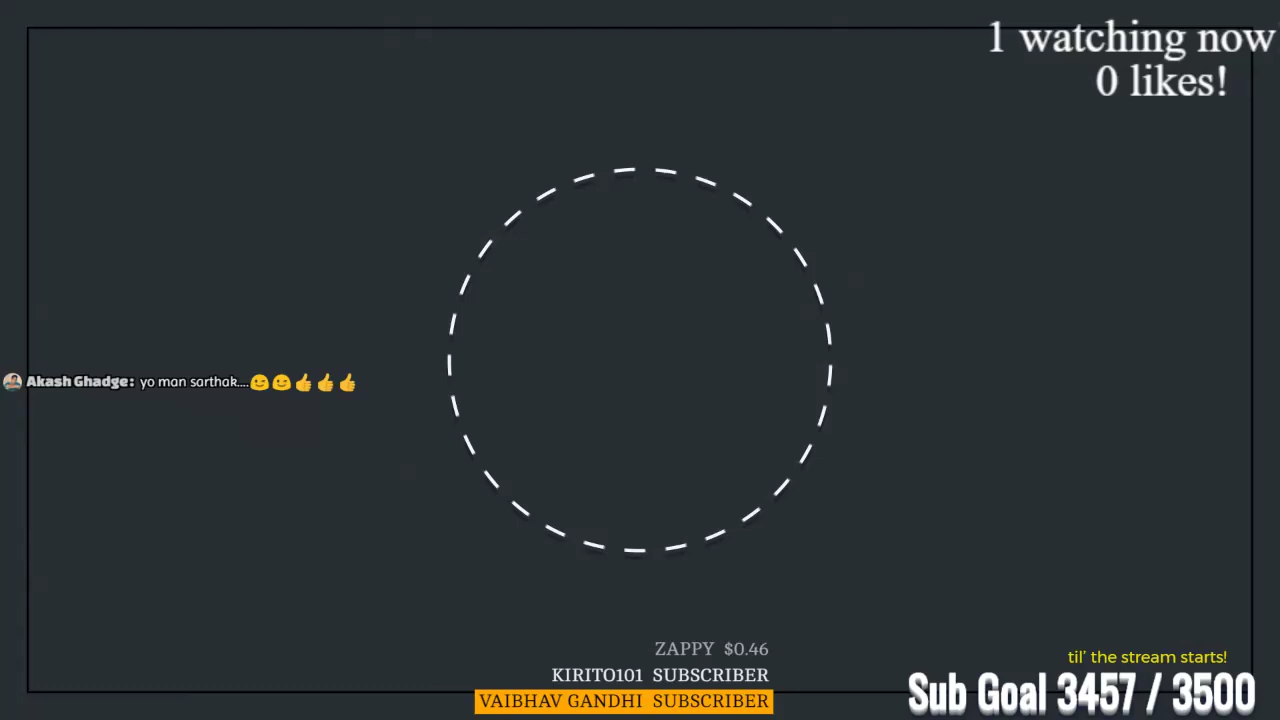 1 watching now
0 likes!
Akash Ghadge: yo man sarthak....😉😉👍👍👍
ZAPPY $0.46
KIRITO101 SUBSCRIBER
VAIBHAV GANDHI SUBSCRIBER
til' the stream starts!
Sub Goal 3457 / 3500